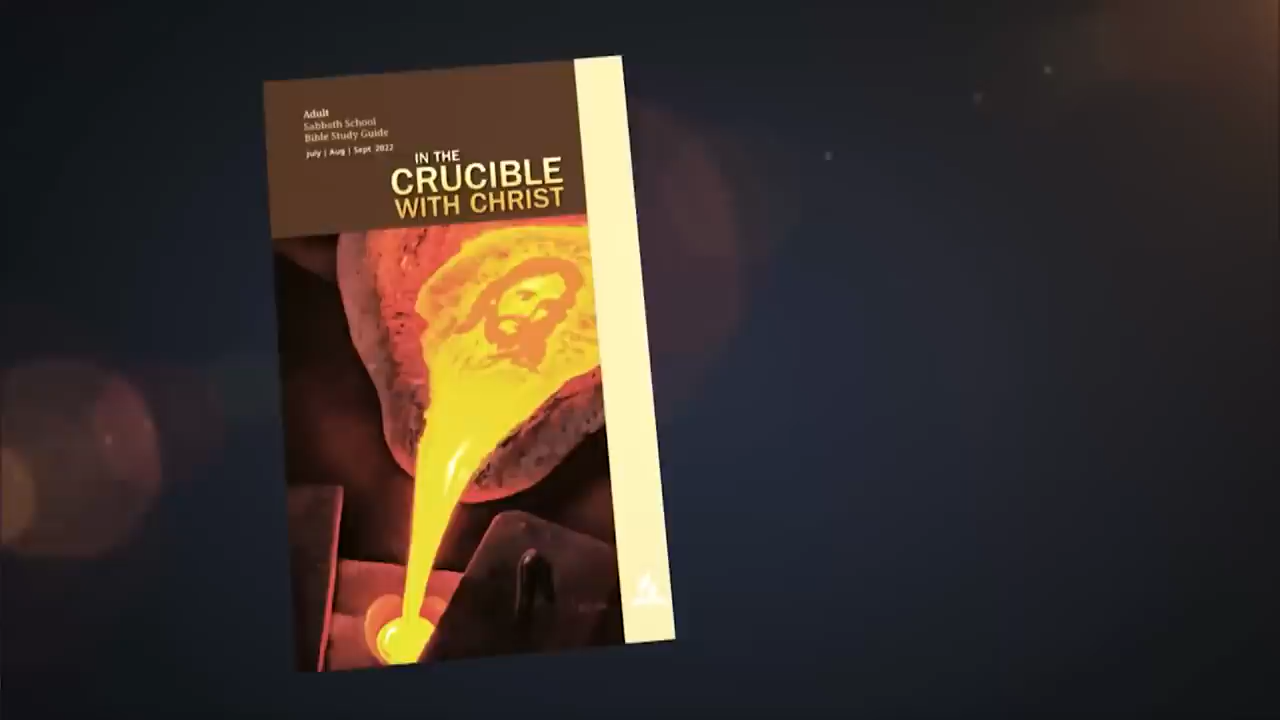 Adult
Sabbath School
Bible Study Guide
July | Aug | Sept 2022
IN THE
CRUCIBLE
WITH CHRIST